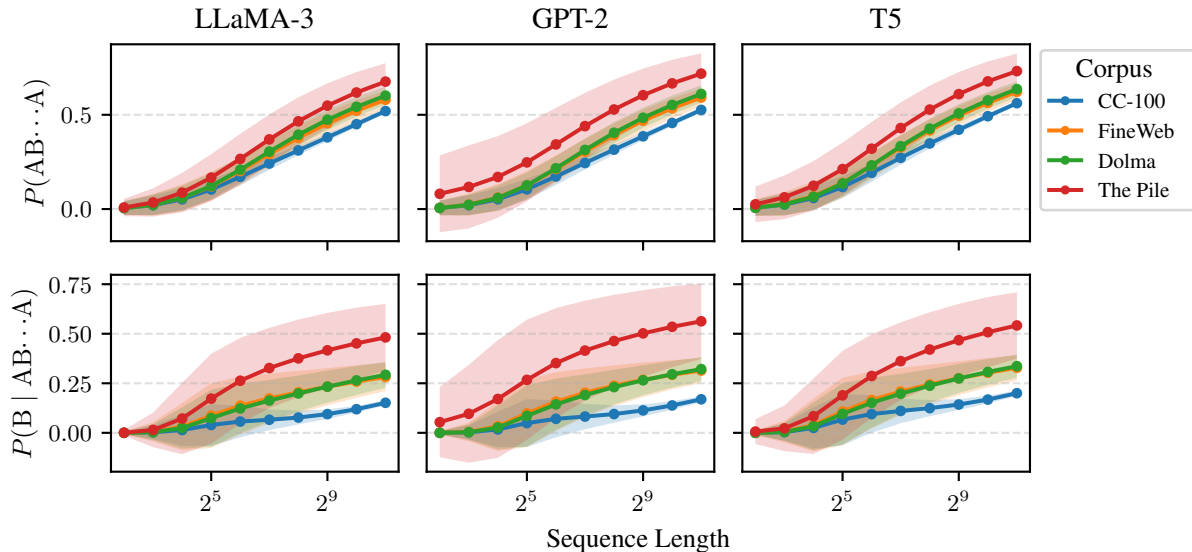 LLaMA-3
GPT-2
T5
P(AB···A)
0.5
0.0
Corpus
CC-100
FineWeb
Dolma
The Pile
P(B | AB···A)
0.75
0.50
0.25
0.00
2^5
2^9
2^5
2^9
2^5
2^9
Sequence Length